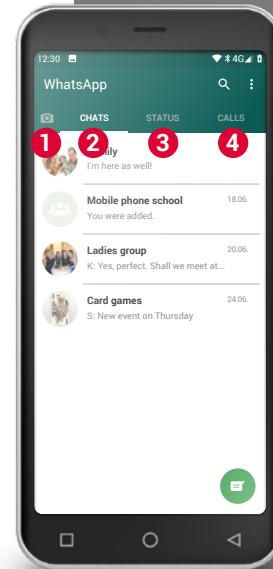 12:30 4G
WhatsApp
CHATS STATUS CALLS
1 2 3 4
I'm here as well!
Mobile phone school 18.06.
You were added.
Ladies group 20.06.
K: Yes, perfect. Shall we meet at...
Card games 24.06.
S: New event on Thursday